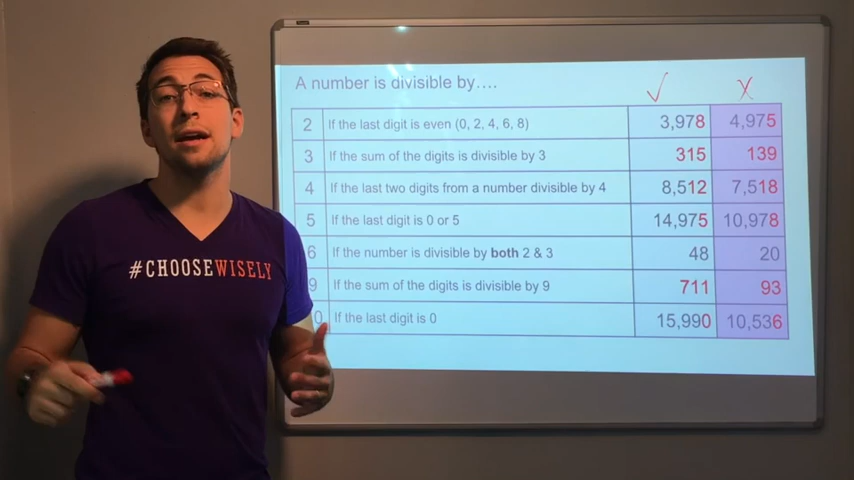 A number is divisible by....
✓ X
2 If the last digit is even (0, 2, 4, 6, 8) 3,978 4,975
3 If the sum of the digits is divisible by 3 315 139
4 If the last two digits from a number divisible by 4 8,512 7,518
5 If the last digit is 0 or 5 14,975 10,978
6 If the number is divisible by both 2 & 3 48 20
9 If the sum of the digits is divisible by 9 711 93
0 If the last digit is 0 15,990 10,536
#CHOOSEWISELY